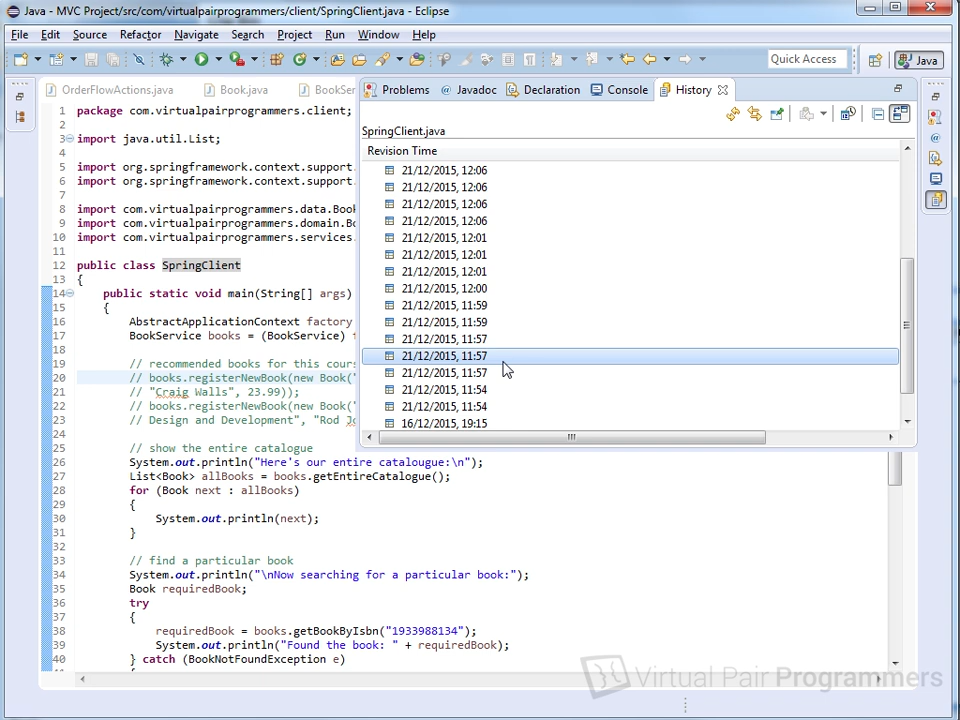 Java - MVC Project/src/com/virtualpairprogrammers/client/SpringClient.java - Eclipse
File Edit Source Refactor Navigate Search Project Run Window Help
Quick Access
Java
OrderFlowActions.java Book.java BookSer
Problems @ Javadoc Declaration Console History
SpringClient.java
Revision Time
21/12/2015, 12:06
21/12/2015, 12:06
21/12/2015, 12:06
21/12/2015, 12:06
21/12/2015, 12:01
21/12/2015, 12:01
21/12/2015, 12:01
21/12/2015, 12:00
21/12/2015, 11:59
21/12/2015, 11:59
21/12/2015, 11:57
21/12/2015, 11:57
21/12/2015, 11:57
21/12/2015, 11:54
21/12/2015, 11:54
16/12/2015, 19:15
1 package com.virtualpairprogrammers.client;
2
3 import java.util.List;
4
5 import org.springframework.context.support.
6 import org.springframework.context.support.
7
8 import com.virtualpairprogrammers.data.Book
9 import com.virtualpairprogrammers.domain.Bo
10 import com.virtualpairprogrammers.services.
11
12 public class SpringClient
13 {
14 public static void main(String[] args)
15 {
16 AbstractApplicationContext factory
17 BookService books = (BookService) f
18
19 // recommended books for this cours
20 // books.registerNewBook(new Book("
21 // "Craig Walls", 23.99));
22 // books.registerNewBook(new Book("
23 // Design and Development", "Rod Jo
24
25 // show the entire catalogue
26 System.out.println("Here's our entire catalougue:\n");
27 List<Book> allBooks = books.getEntireCatalogue();
28 for (Book next : allBooks)
29 {
30 System.out.println(next);
31 }
32
33 // find a particular book
34 System.out.println("\nNow searching for a particular book:");
35 Book requiredBook;
36 try
37 {
38 requiredBook = books.getBookByIsbn("1933988134");
39 System.out.println("Found the book: " + requiredBook);
40 } catch (BookNotFoundException e)
Virtual Pair Programmers